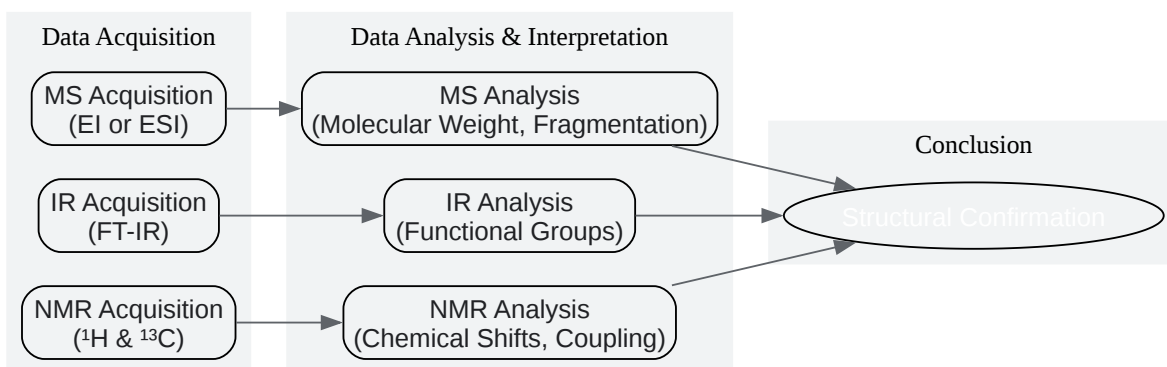 Data Acquisition
MS Acquisition
(EI or ESI)
IR Acquisition
(FT-IR)
NMR Acquisition
(¹H & ¹³C)
Data Analysis & Interpretation
MS Analysis
(Molecular Weight, Fragmentation)
IR Analysis
(Functional Groups)
NMR Analysis
(Chemical Shifts, Coupling)
Conclusion
Structural Confirmation